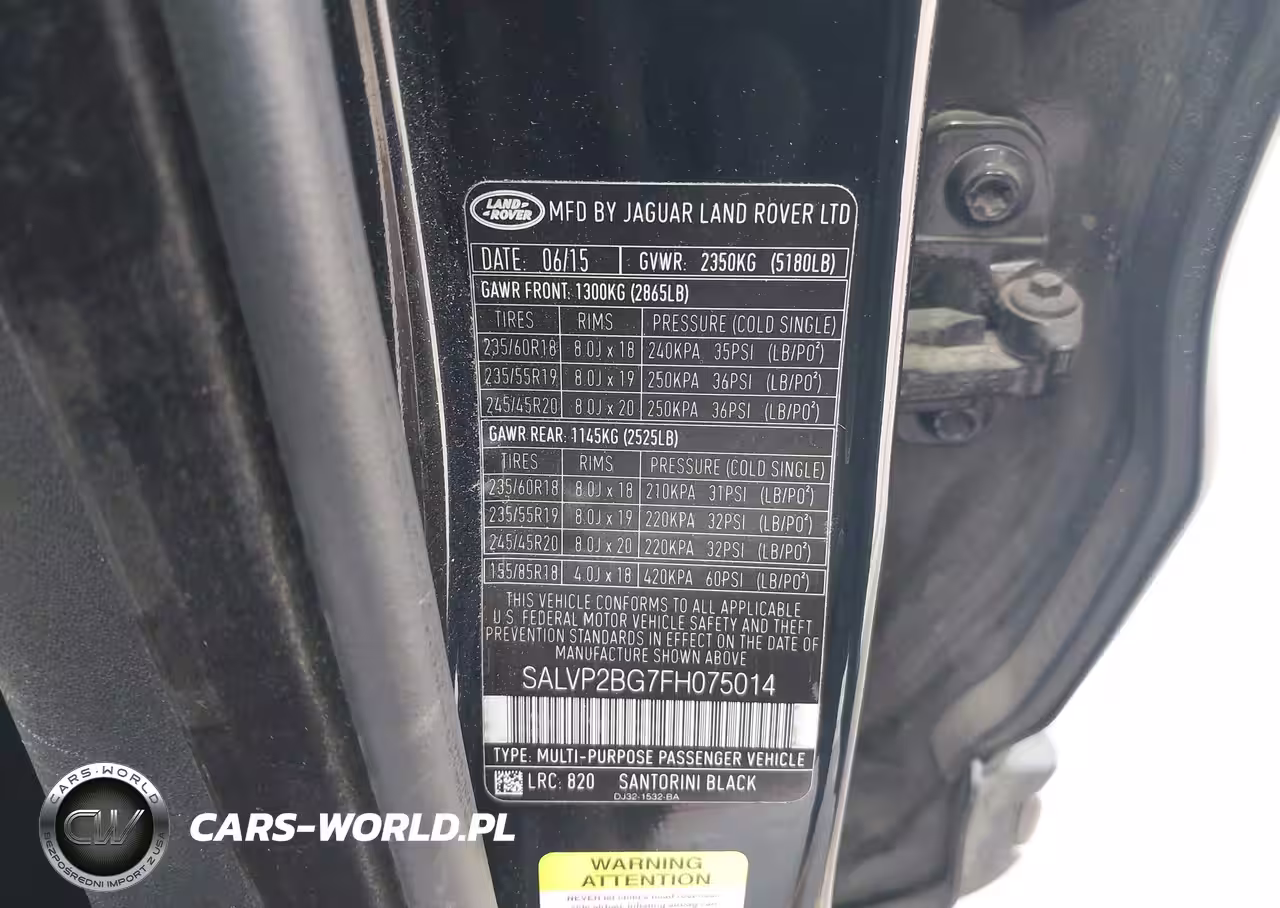 LAND-
-ROVER
MFD BY JAGUAR LAND ROVER LTD
DATE: 06/15 GVWR: 2350KG (5180LB)
GAWR FRONT: 1300KG (2865LB)
TIRES RIMS PRESSURE (COLD SINGLE)
235/60R18 8.0J x 18 240KPA 35PSI (LB/PO²)
235/55R19 8.0J x 19 250KPA 36PSI (LB/PO²)
245/45R20 8.0J x 20 250KPA 36PSI (LB/PO²)
GAWR REAR: 1145KG (2525LB)
TIRES RIMS PRESSURE (COLD SINGLE)
235/60R18 8.0J x 18 210KPA 31PSI (LB/PO²)
235/55R19 8.0J x 19 220KPA 32PSI (LB/PO²)
245/45R20 8.0J x 20 220KPA 32PSI (LB/PO²)
155/85R18 4.0J x 18 420KPA 60PSI (LB/PO²)
THIS VEHICLE CONFORMS TO ALL APPLICABLE
U.S. FEDERAL MOTOR VEHICLE SAFETY AND THEFT
PREVENTION STANDARDS IN EFFECT ON THE DATE OF
MANUFACTURE SHOWN ABOVE
SALVP2BG7FH075014
TYPE: MULTI-PURPOSE PASSENGER VEHICLE
LRC: 820 SANTORINI BLACK
DJ32-1532-BA
CARS-WORLD
CW
BEZPOŚREDNI IMPORT Z USA
CARS-WORLD.PL
WARNING
ATTENTION